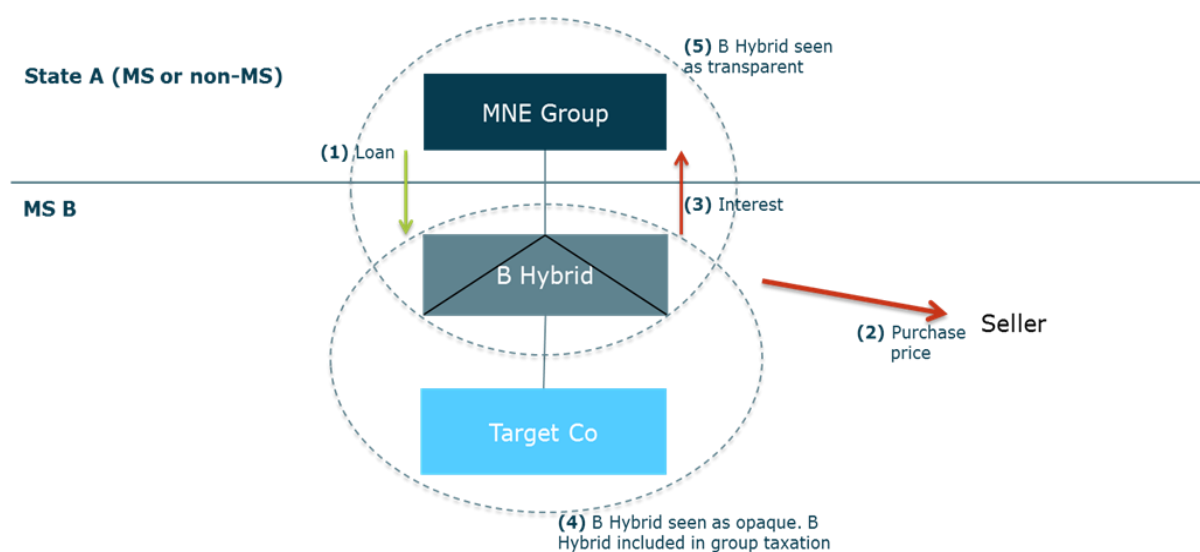 (5) B Hybrid seen
as transparent
State A (MS or non-MS)
MNE Group
(1) Loan
MS B
(3) Interest
B Hybrid
Seller
(2) Purchase
price
Target Co
(4) B Hybrid seen as opaque. B
Hybrid included in group taxation